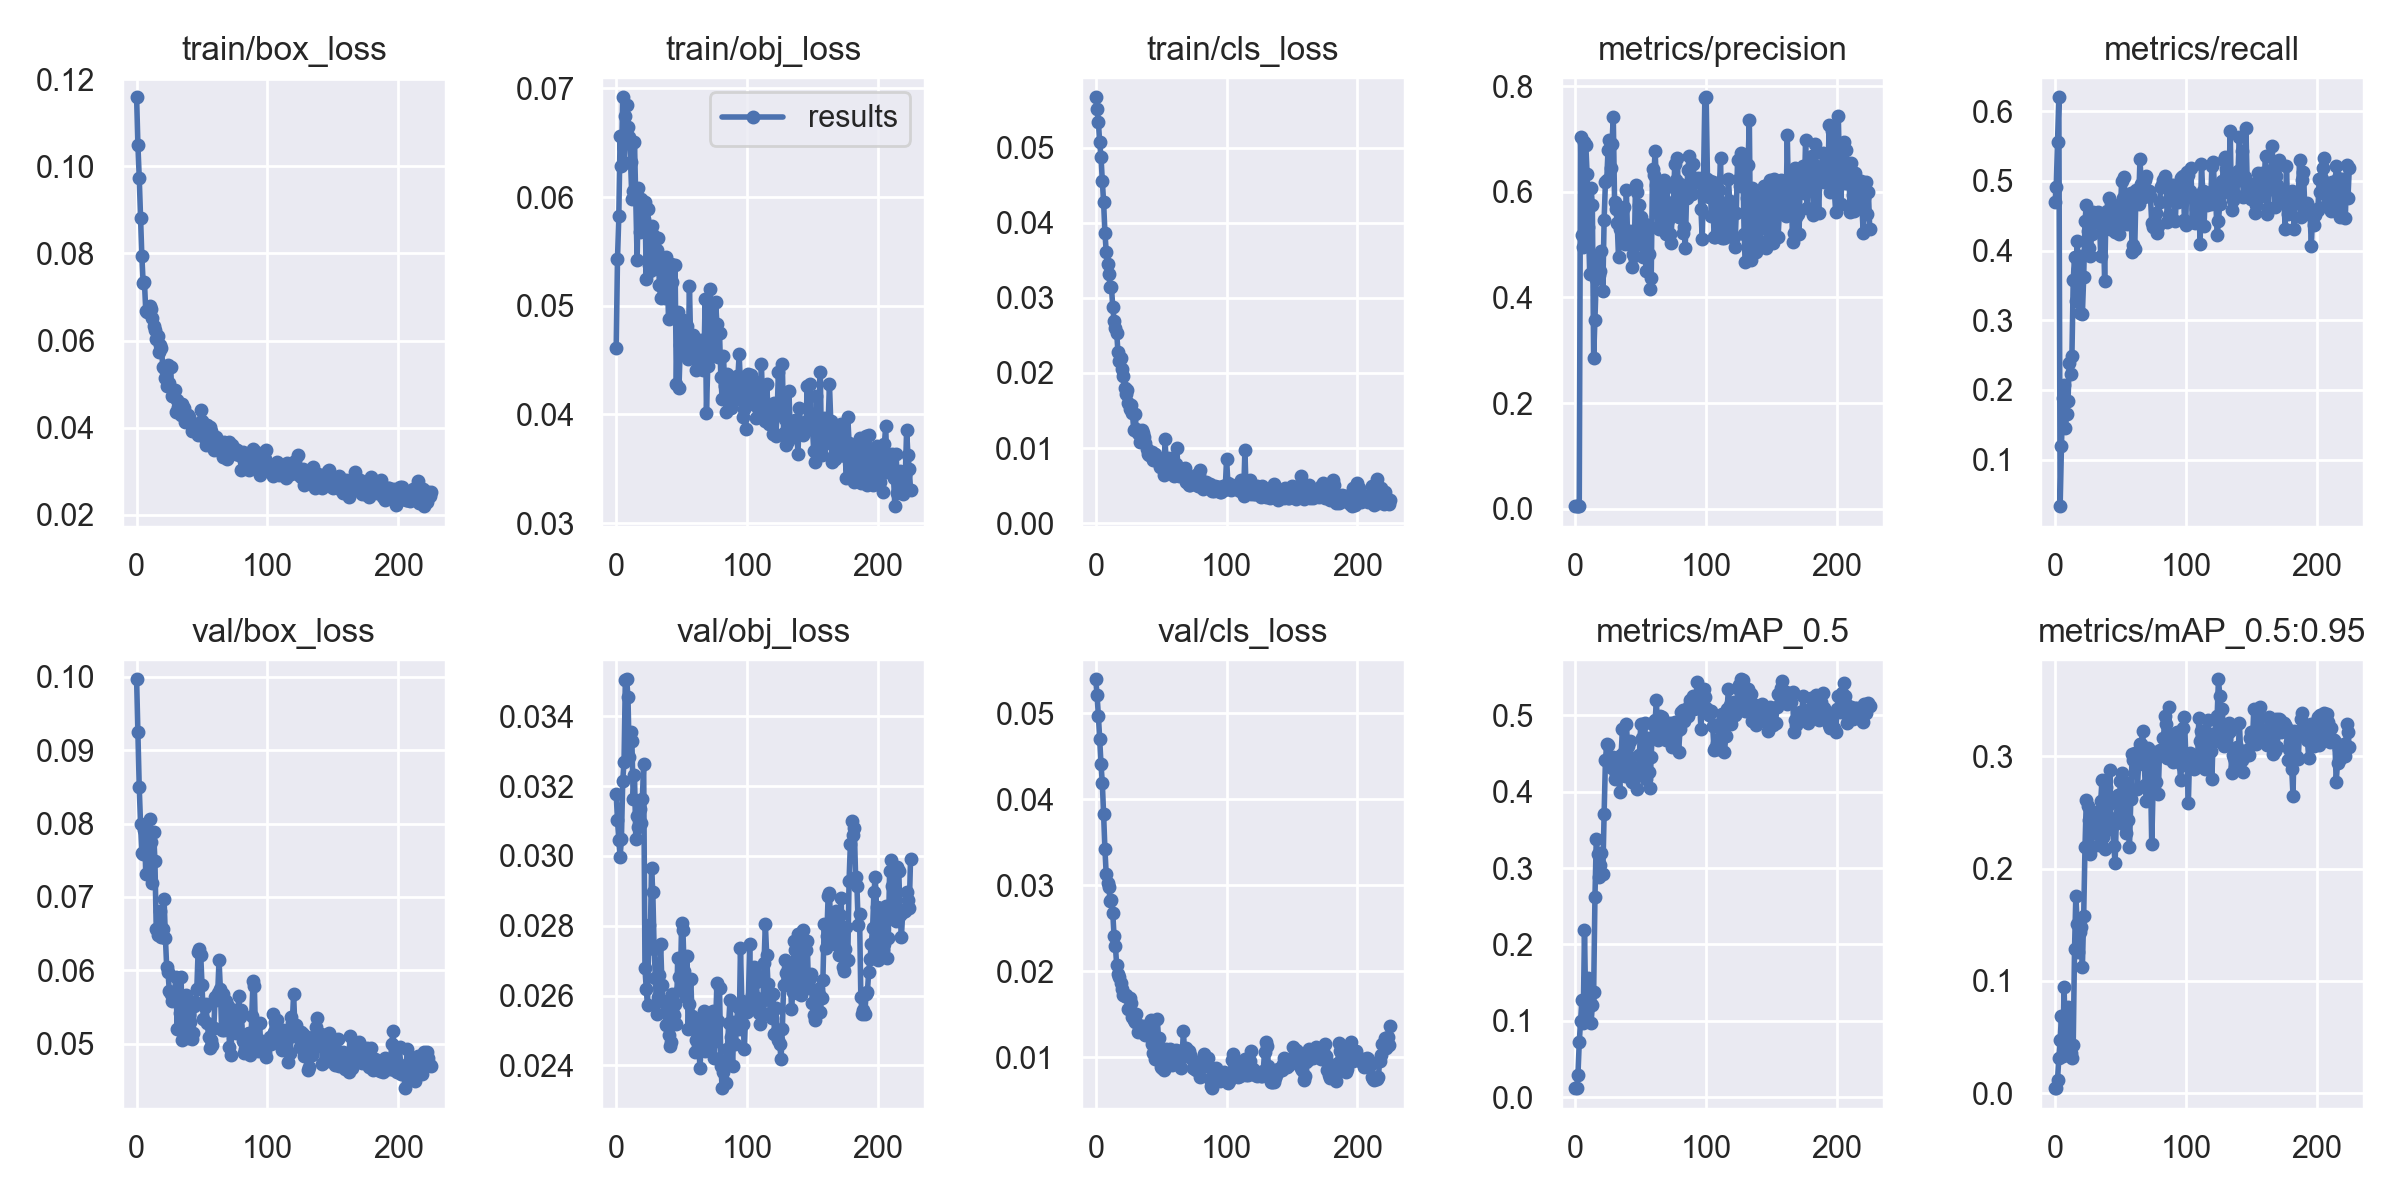 train/box_loss
0.12
0.10
0.08
0.06
0.04
0.02
0 100 200
train/obj_loss
results
0.07
0.06
0.05
0.04
0.03
0 100 200
train/cls_loss
0.05
0.04
0.03
0.02
0.01
0.00
0 100 200
metrics/precision
0.8
0.6
0.4
0.2
0.0
0 100 200
metrics/recall
0.6
0.5
0.4
0.3
0.2
0.1
0 100 200
val/box_loss
0.10
0.09
0.08
0.07
0.06
0.05
0 100 200
val/obj_loss
0.034
0.032
0.030
0.028
0.026
0.024
0 100 200
val/cls_loss
0.05
0.04
0.03
0.02
0.01
0 100 200
metrics/mAP_0.5
0.5
0.4
0.3
0.2
0.1
0.0
0 100 200
metrics/mAP_0.5:0.95
0.3
0.2
0.1
0.0
0 100 200